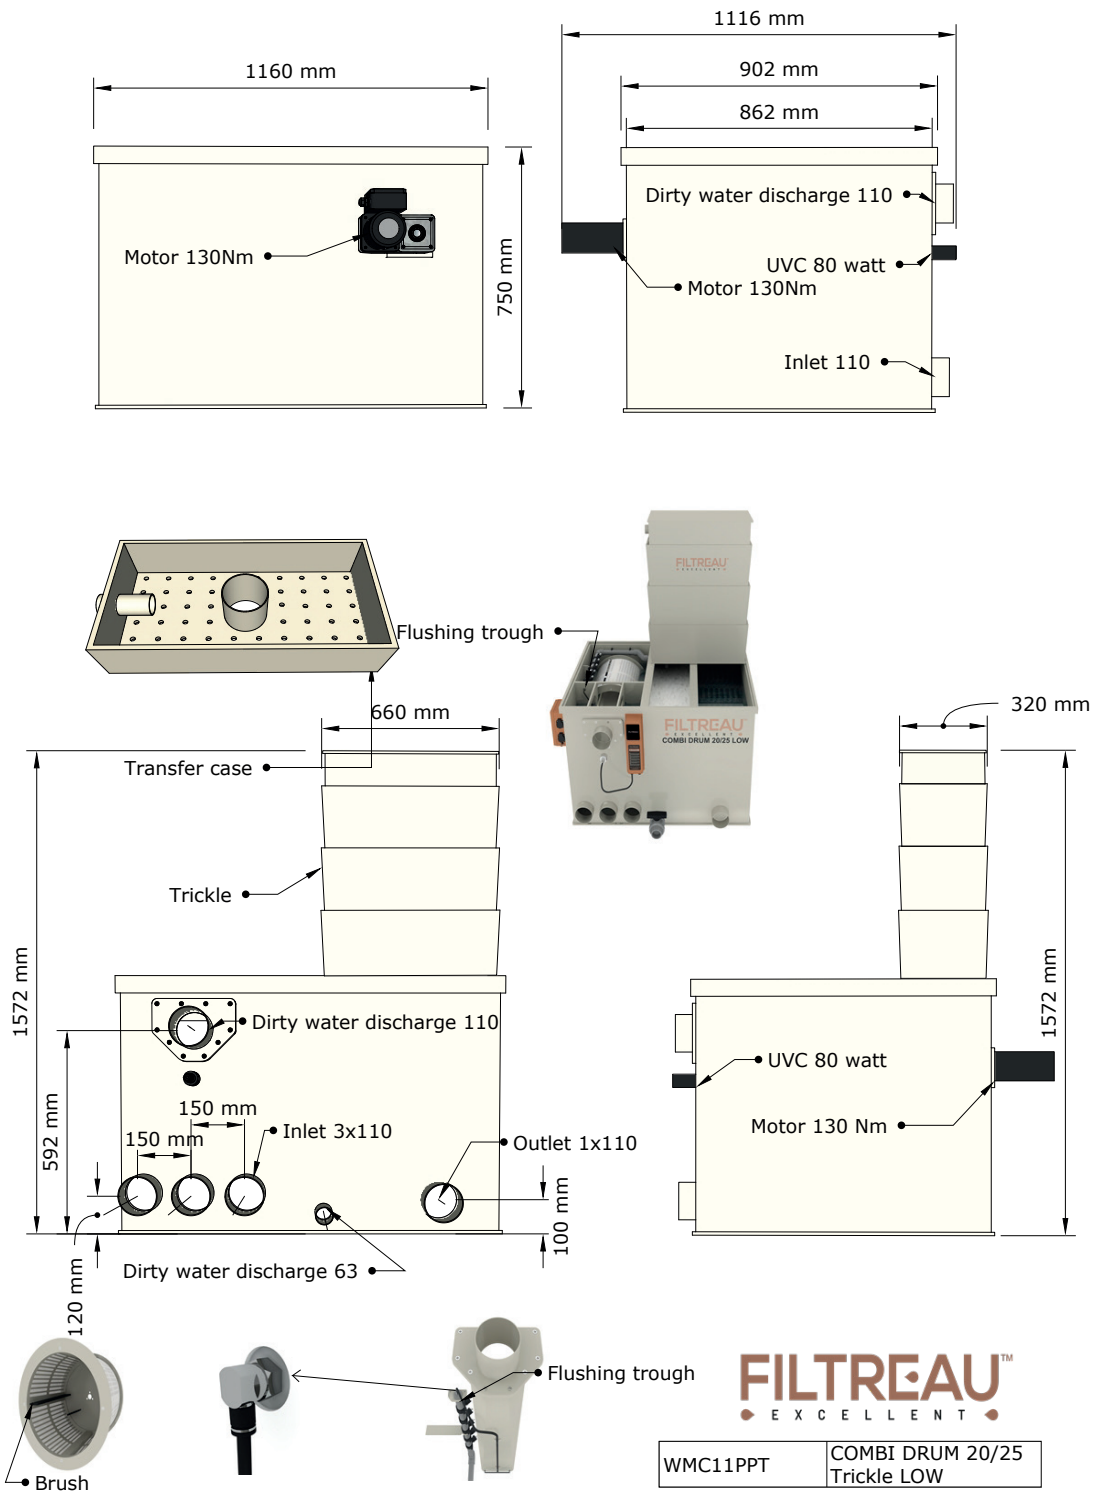 1116 mm
1160 mm
902 mm
862 mm
Dirty water discharge 110
Motor 130Nm
UVC 80 watt
Motor 130Nm
750 mm
Inlet 110
Flushing trough
FILTREAU
EXCELLENT
660 mm
320 mm
FILTREAU
EXCELLENT
COMBI DRUM 20/25 LOW
Transfer case
Trickle
1572 mm
1572 mm
Dirty water discharge 110
UVC 80 watt
592 mm
150 mm
150 mm
Inlet 3x110
Outlet 1x110
Motor 130 Nm
100 mm
120 mm
Dirty water discharge 63
Flushing trough
Brush
FILTREAU™
EXCELLENT
WMC11PPT
COMBI DRUM 20/25
Trickle LOW